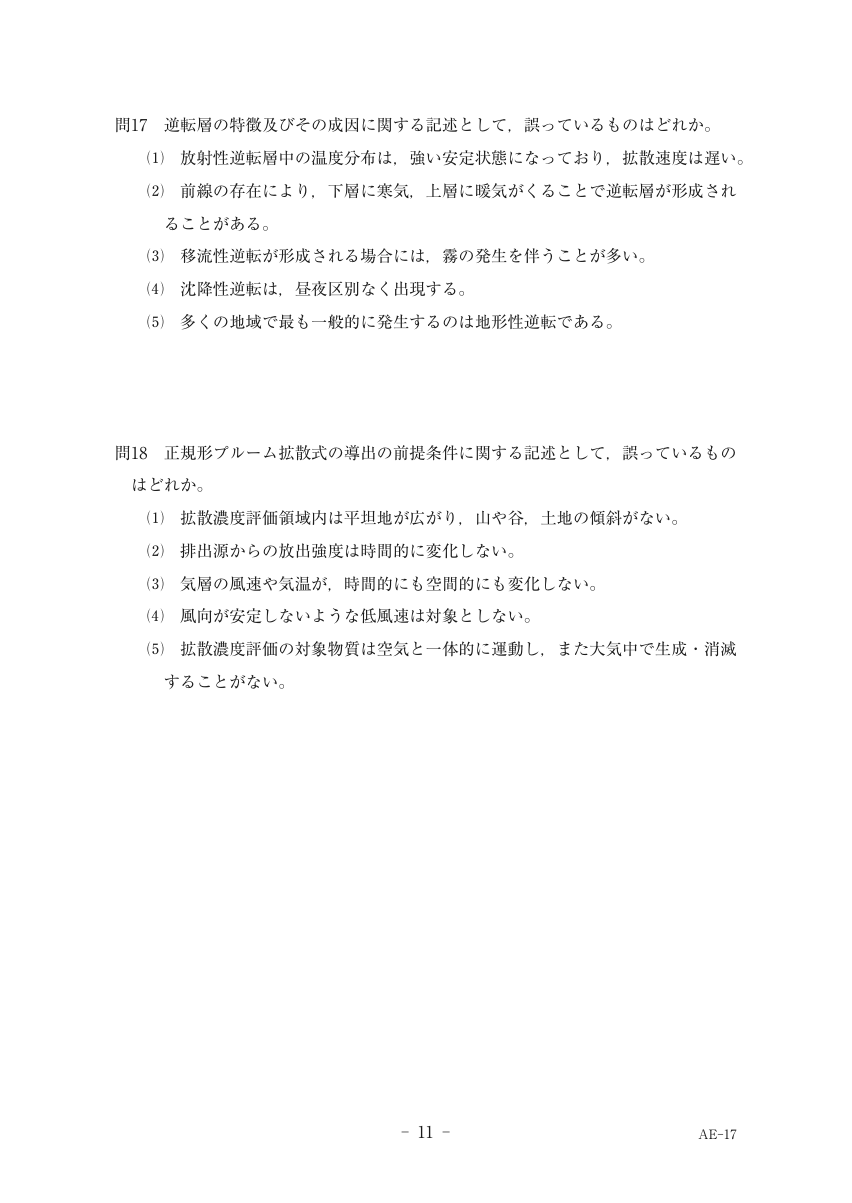 問17　逆転層の特徴及びその成因に関する記述として，誤っているものはどれか。
⑴　放射性逆転層中の温度分布は，強い安定状態になっており，拡散速度は遅い。
⑵　前線の存在により，下層に寒気，上層に暖気がくることで逆転層が形成され
ることがある。
⑶　移流性逆転が形成される場合には，霧の発生を伴うことが多い。
⑷　沈降性逆転は，昼夜区別なく出現する。
⑸　多くの地域で最も一般的に発生するのは地形性逆転である。
問18　正規形プルーム拡散式の導出の前提条件に関する記述として，誤っているもの
はどれか。
⑴　拡散濃度評価領域内は平坦地が広がり，山や谷，土地の傾斜がない。
⑵　排出源からの放出強度は時間的に変化しない。
⑶　気層の風速や気温が，時間的にも空間的にも変化しない。
⑷　風向が安定しないような低風速は対象としない。
⑸　拡散濃度評価の対象物質は空気と一体的に運動し，また大気中で生成・消滅
することがない。
－ 11 －
AE-17